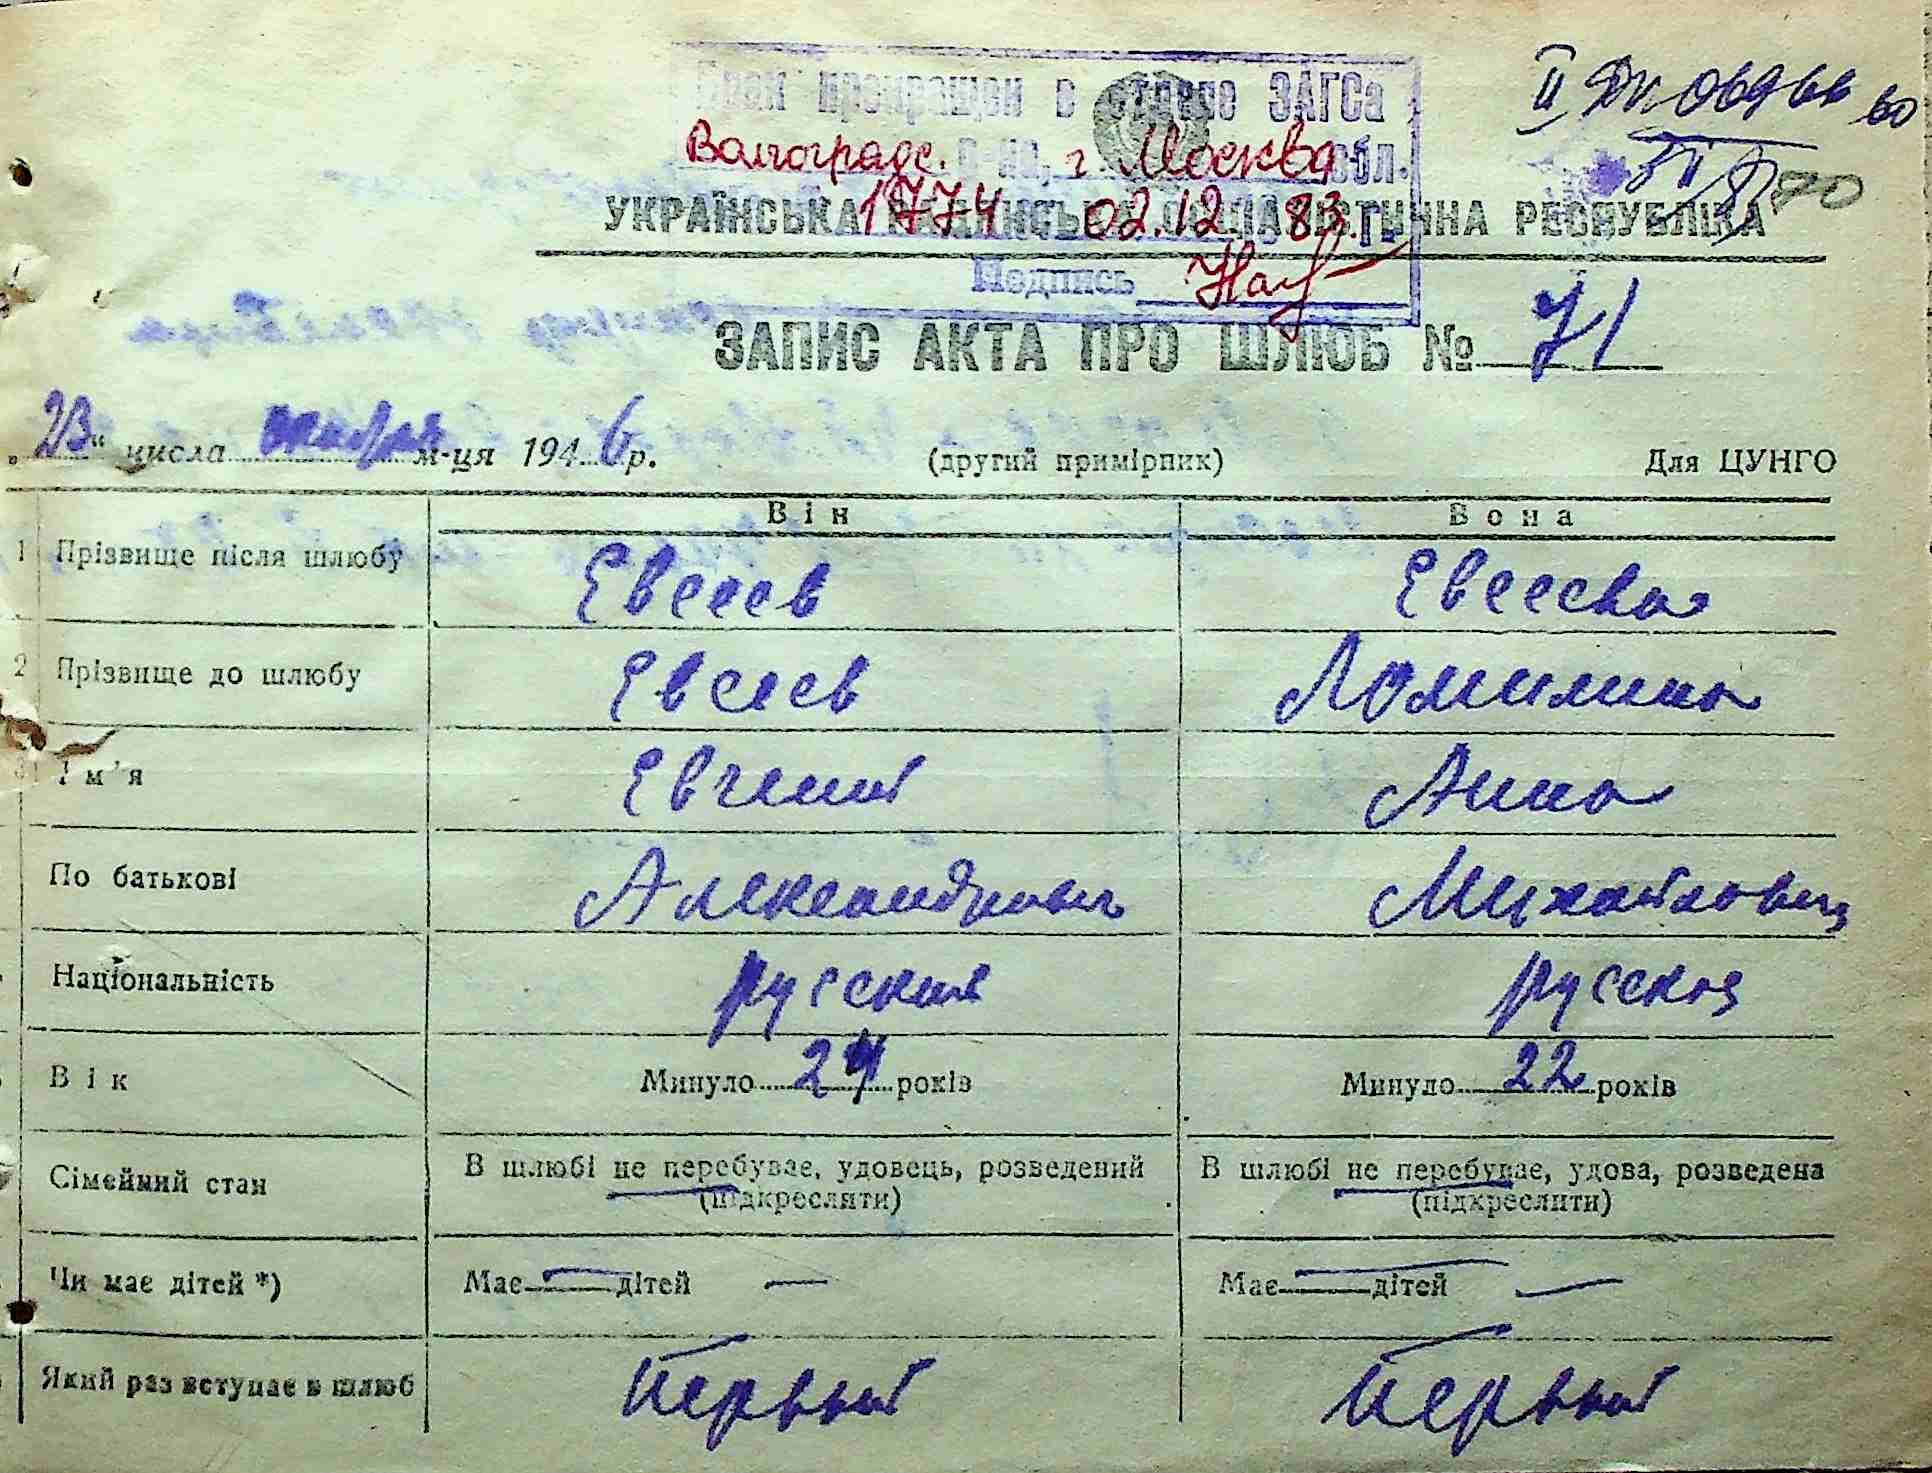 Брак прекращен в отделе ЗАГСа
Волгоградс. р-на, г. Москва обл.
1774 02.12 83 г.
Подпись
II
70
УКРАЇНСЬКА РАДЯНСЬКА СОЦІАЛІСТИЧНА РЕСПУБЛІКА
ЗАПИС АКТА ПРО ШЛЮБ № 71
„23“ числа м-ця 1946 р. (другий примірник) Для ЦУНГО
Він Вона
1 Прізвище після шлюбу Евсеев Евсеева
2 Прізвище до шлюбу Евсеев Ломилина
3 Ім'я Евгений Анна
По батькові Александрович Михайловна
Національність русский русская
Вік Минуло 24 років Минуло 22 років
Сімейний стан В шлюбі не перебуває, удовець, розведений В шлюбі не перебуває, удова, розведена
(підкреслити) (підкреслити)
Чи має дітей *) Має — дітей — Має — дітей —
Який раз вступає в шлюб Первый Первый